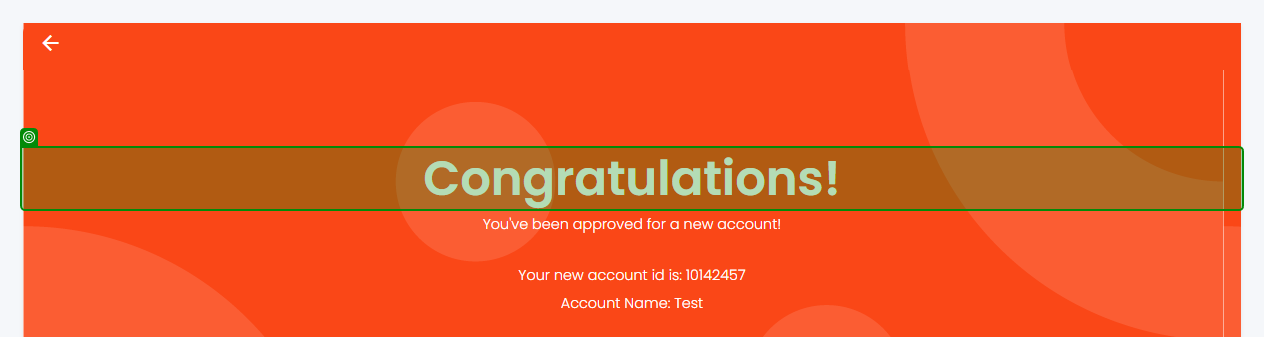 Congratulations!
You've been approved for a new account!
Your new account id is: 10142457
Account Name: Test